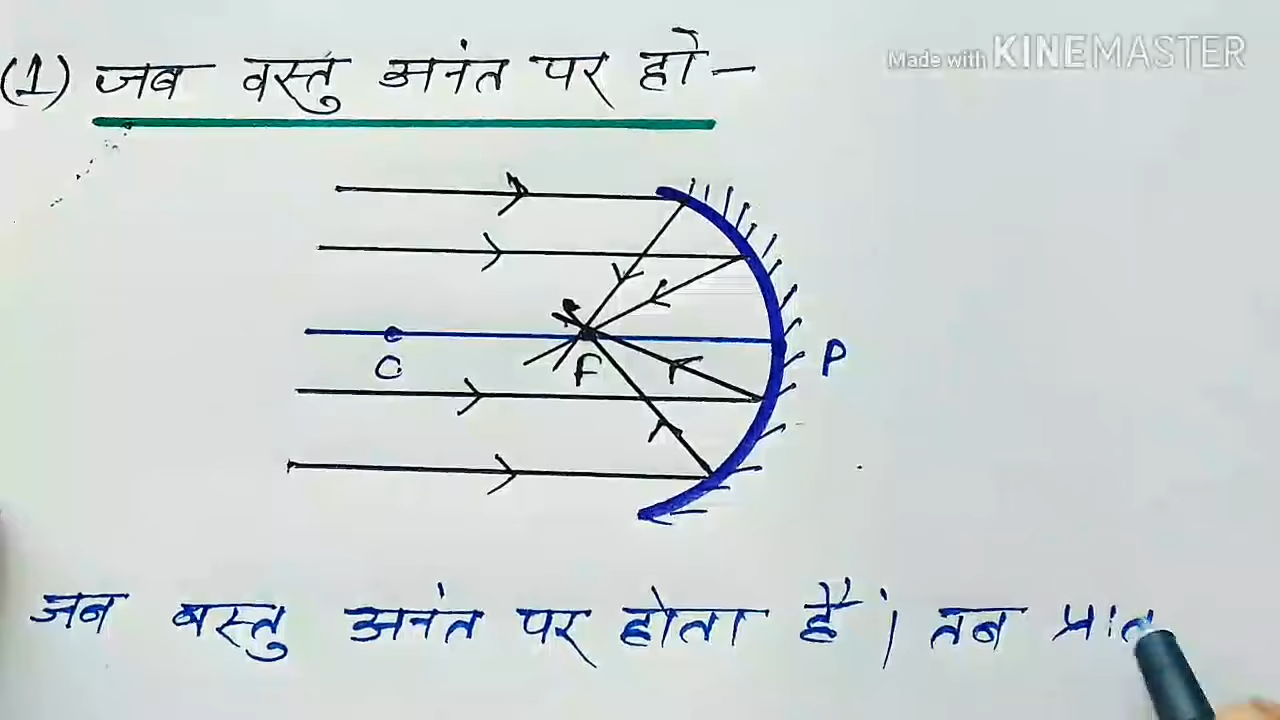 Made with KINEMASTER
(1) जब वस्तु अनंत पर हो –
C
F
P
जब वस्तु अनंत पर होता हैं। तब